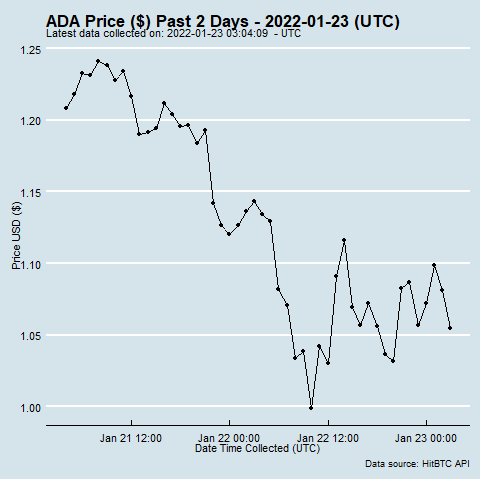 ADA Price ($) Past 2 Days - 2022-01-23 (UTC)
Latest data collected on: 2022-01-23 03:04:09 - UTC
1.25
1.20
1.15
1.10
1.05
1.00
Price USD ($)
Jan 21 12:00 Jan 22 00:00 Jan 22 12:00 Jan 23 00:00
Date Time Collected (UTC)
Data source: HitBTC API